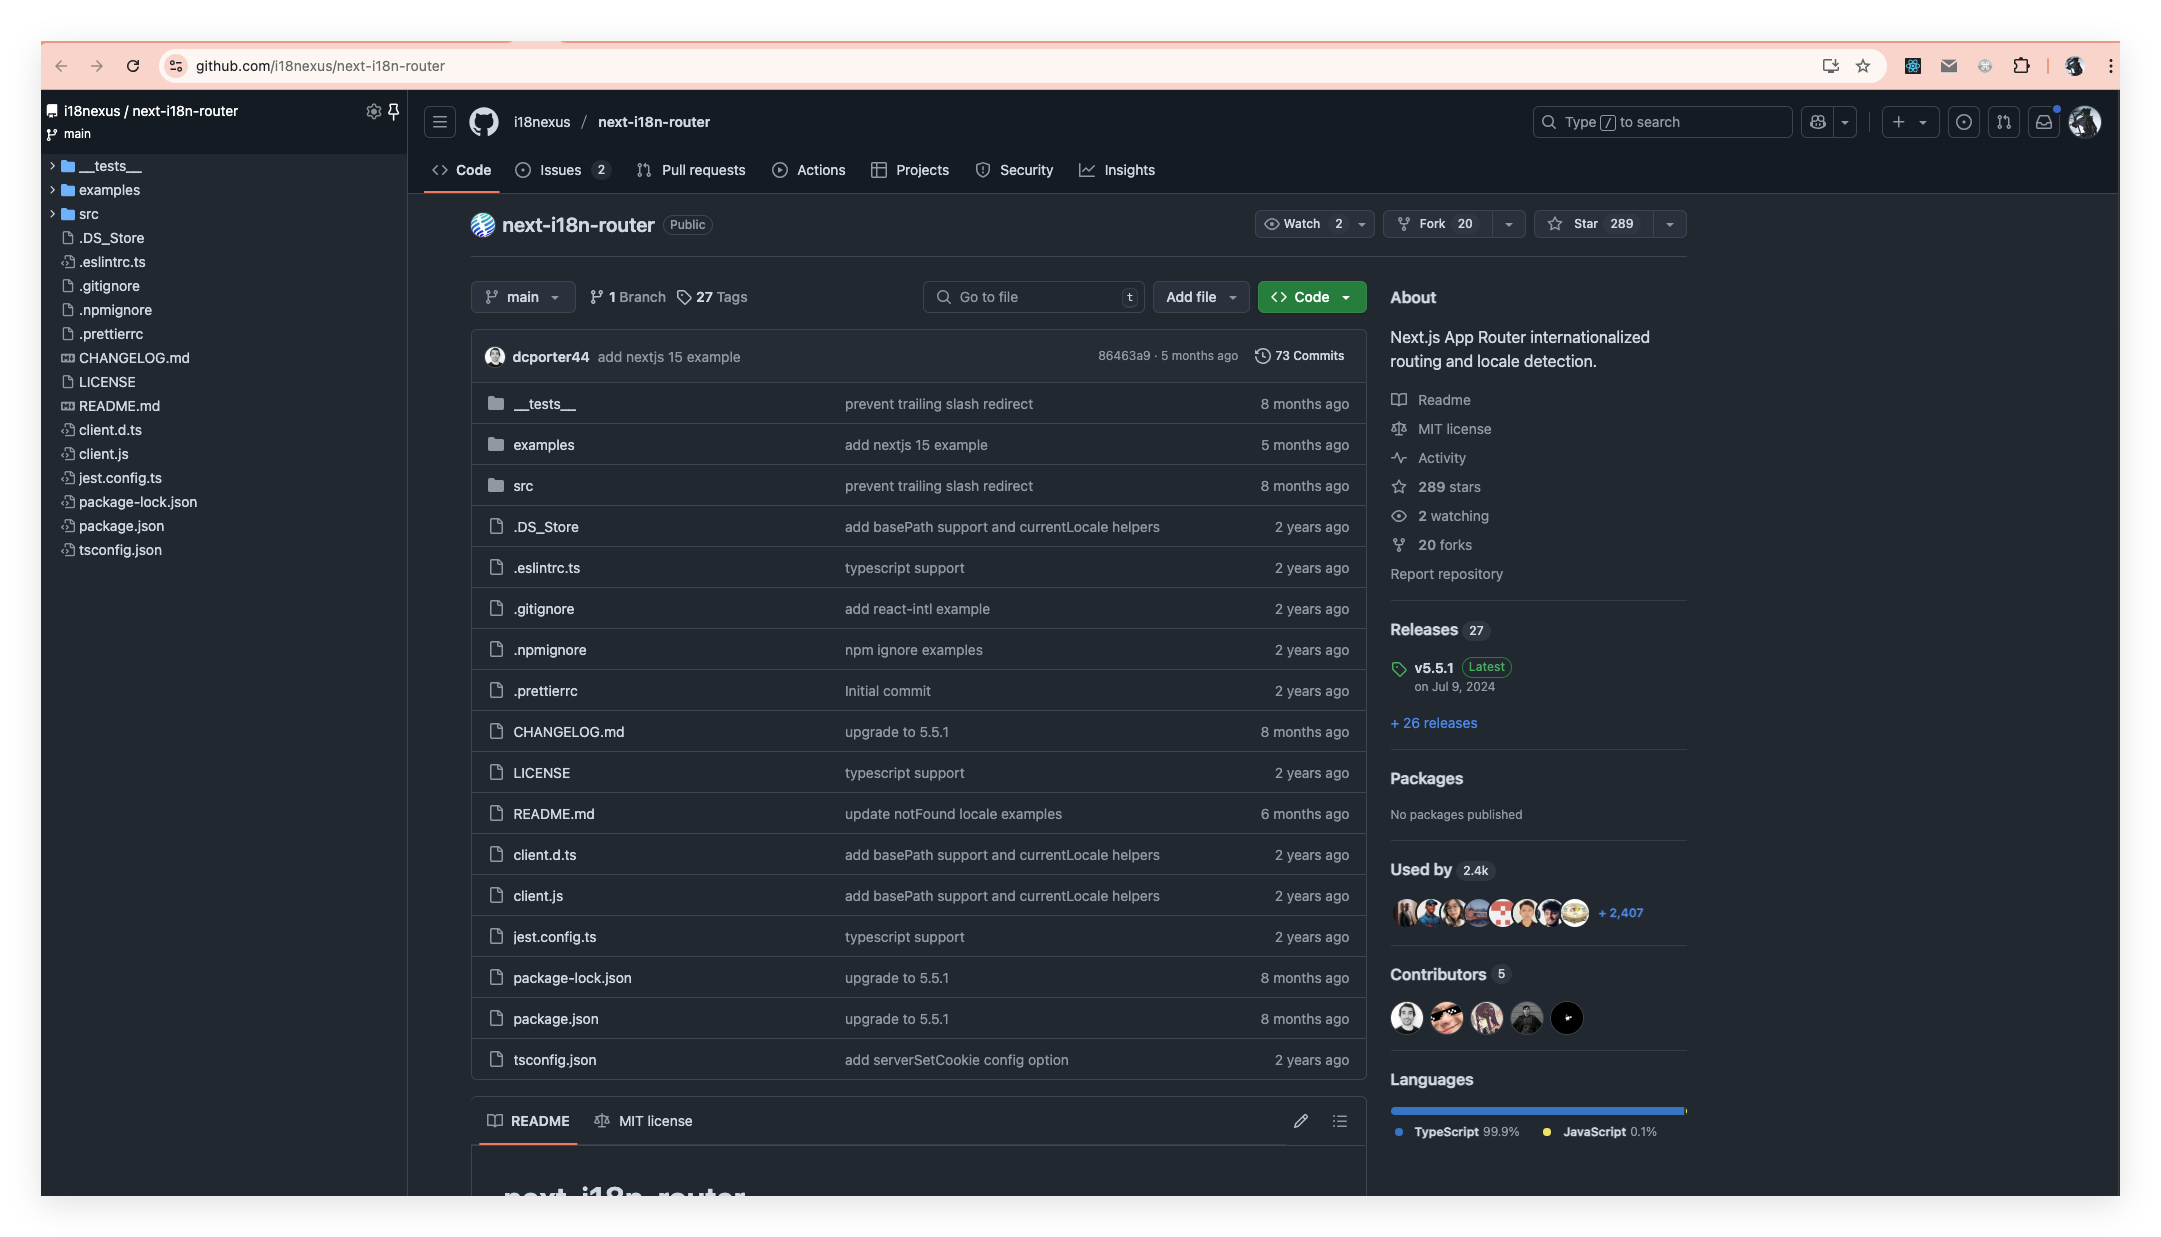 github.com/i18nexus/next-i18n-router
i18nexus / next-i18n-router
main
__tests__
examples
src
.DS_Store
.eslintrc.ts
.gitignore
.npmignore
.prettierrc
CHANGELOG.md
LICENSE
README.md
client.d.ts
client.js
jest.config.ts
package-lock.json
package.json
tsconfig.json
i18nexus / next-i18n-router
Type / to search
Code
Issues 2
Pull requests
Actions
Projects
Security
Insights
next-i18n-router Public
Watch 2
Fork 20
Star 289
main
1 Branch
27 Tags
Go to file t
Add file
Code
dcporter44 add nextjs 15 example 86463a9 · 5 months ago 73 Commits
__tests__ prevent trailing slash redirect 8 months ago
examples add nextjs 15 example 5 months ago
src prevent trailing slash redirect 8 months ago
.DS_Store add basePath support and currentLocale helpers 2 years ago
.eslintrc.ts typescript support 2 years ago
.gitignore add react-intl example 2 years ago
.npmignore npm ignore examples 2 years ago
.prettierrc Initial commit 2 years ago
CHANGELOG.md upgrade to 5.5.1 8 months ago
LICENSE typescript support 2 years ago
README.md update notFound locale examples 6 months ago
client.d.ts add basePath support and currentLocale helpers 2 years ago
client.js add basePath support and currentLocale helpers 2 years ago
jest.config.ts typescript support 2 years ago
package-lock.json upgrade to 5.5.1 8 months ago
package.json upgrade to 5.5.1 8 months ago
tsconfig.json add serverSetCookie config option 2 years ago
README
MIT license
next-i18n-router
About
Next.js App Router internationalized
routing and locale detection.
Readme
MIT license
Activity
289 stars
2 watching
20 forks
Report repository
Releases 27
v5.5.1 Latest
on Jul 9, 2024
+ 26 releases
Packages
No packages published
Used by 2.4k
+ 2,407
Contributors 5
Languages
TypeScript 99.9% JavaScript 0.1%